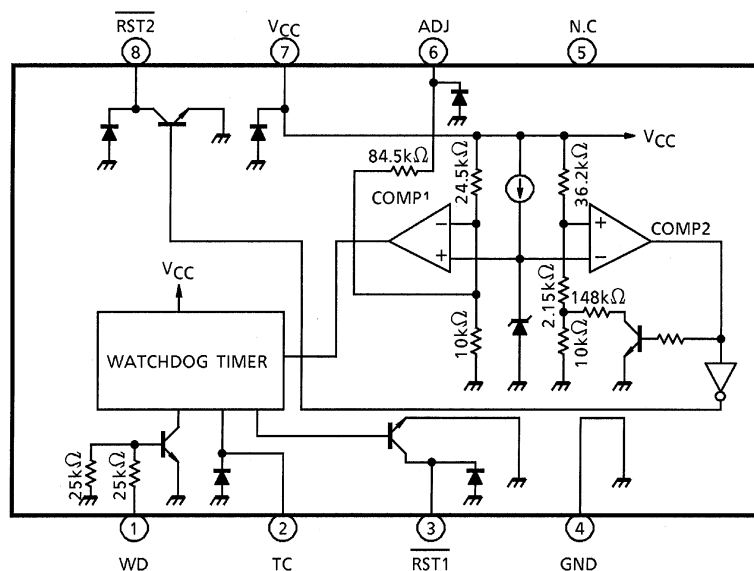 RST2 VCC ADJ N.C
8 7 6 5
VCC
84.5kΩ
24.5kΩ
36.2kΩ
COMP1
COMP2
− +
+ −
VCC
2.15kΩ
148kΩ
10kΩ
10kΩ
WATCHDOG TIMER
25kΩ
25kΩ
1 2 3 4
WD TC RST1 GND